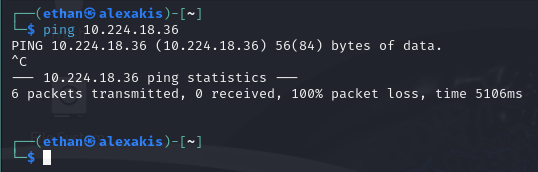 ┌──(ethan㉿alexakis)-[~]
└─$ ping 10.224.18.36
PING 10.224.18.36 (10.224.18.36) 56(84) bytes of data.
^C
--- 10.224.18.36 ping statistics ---
6 packets transmitted, 0 received, 100% packet loss, time 5106ms
┌──(ethan㉿alexakis)-[~]
└─$